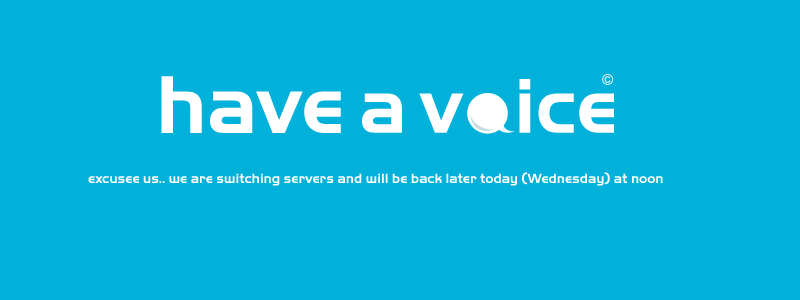 have a voice©
excusee us.. we are switching servers and will be back later today (Wednesday) at noon